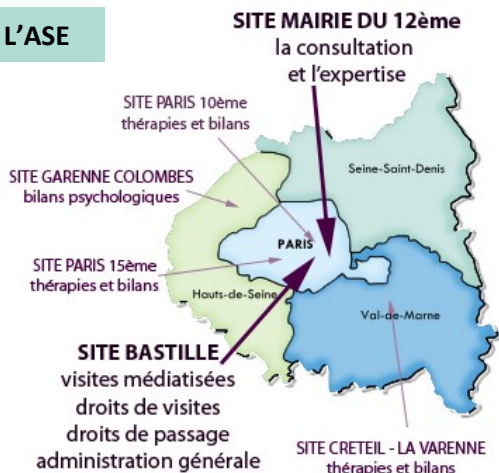 L'ASE
SITE MAIRIE DU 12ème
la consultation
et l'expertise
SITE PARIS 10ème
thérapies et bilans
Seine-Saint-Denis
SITE GARENNE COLOMBES
bilans psychologiques
PARIS
SITE PARIS 15ème
thérapies et bilans
Hauts-de-Seine
Val-de-Marne
SITE BASTILLE
visites médiatisées
droits de visites
droits de passage
administration générale
SITE CRETEIL - LA VARENNE
thérapies et bilans